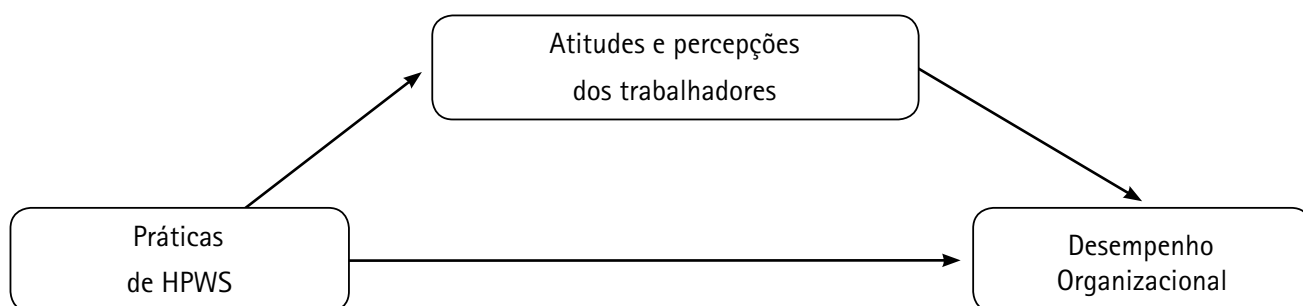 Atitudes e percepções
dos trabalhadores
Práticas
de HPWS
Desempenho
Organizacional